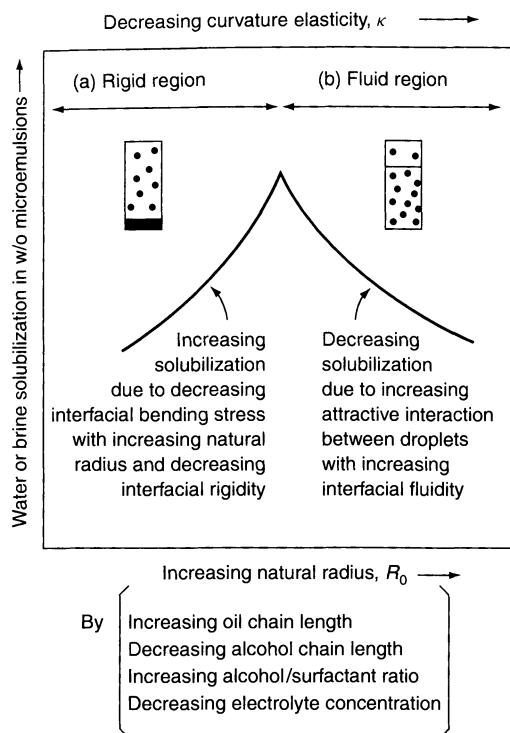 Decreasing curvature elasticity, κ →
Water or brine solubilization in w/o microemulsions →
(a) Rigid region
(b) Fluid region
Increasing
solubilization
due to decreasing
interfacial bending stress
with increasing natural
radius and decreasing
interfacial rigidity
Decreasing
solubilization
due to increasing
attractive interaction
between droplets
with increasing
interfacial fluidity
Increasing natural radius, R₀ →
By
Increasing oil chain length
Decreasing alcohol chain length
Increasing alcohol/surfactant ratio
Decreasing electrolyte concentration